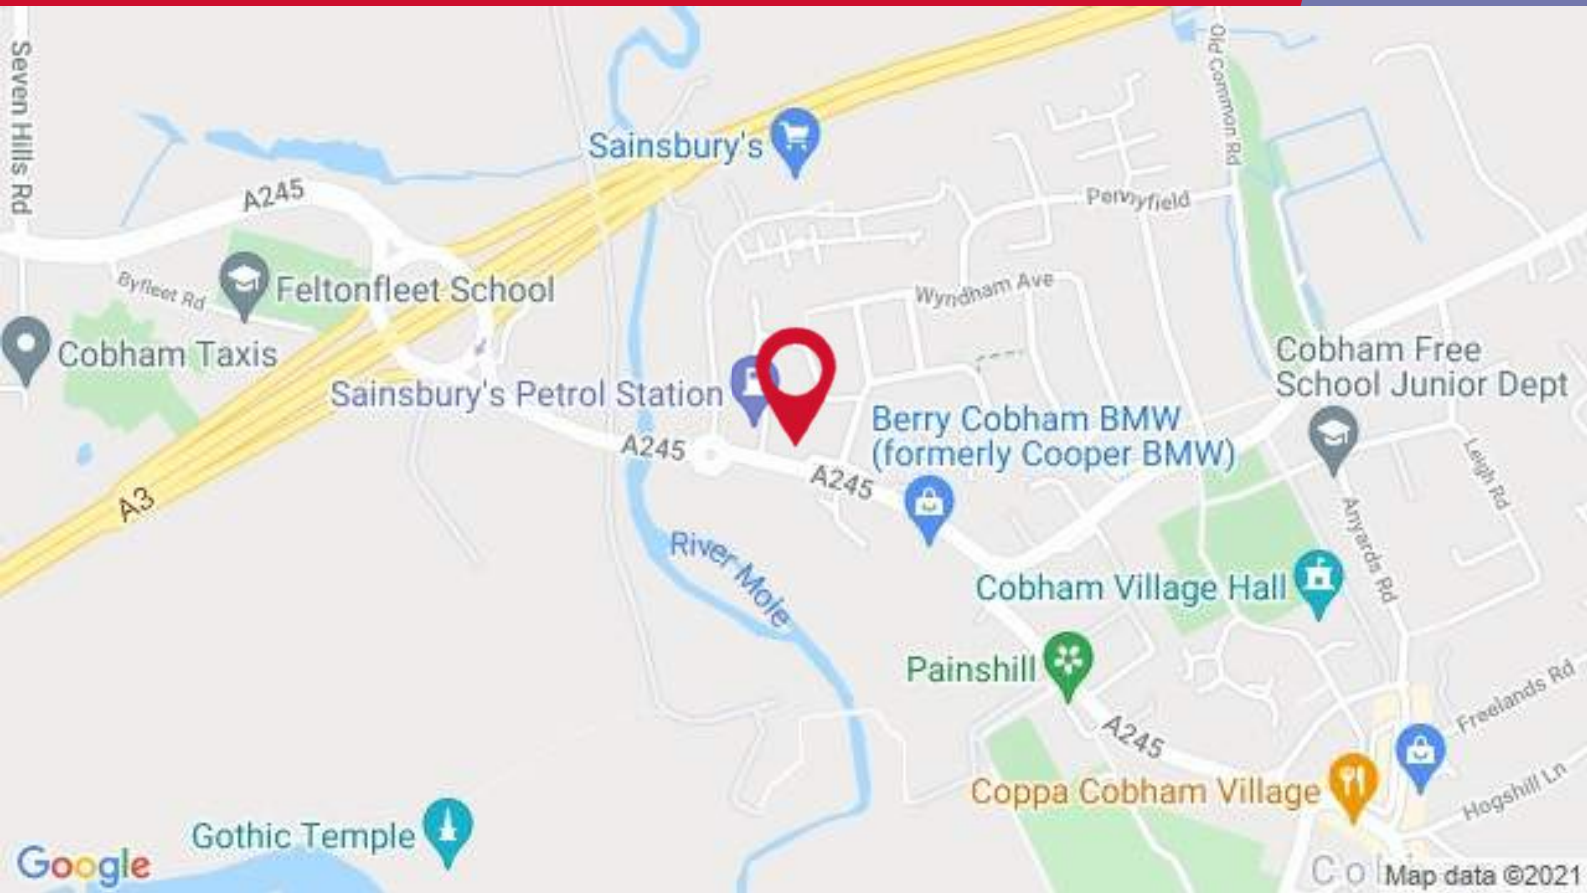 Seven Hills Rd
Old Common Rd
Sainsbury's
A245
Pennyfield
Byfleet Rd
Feltonfleet School
Wyndham Ave
Cobham Taxis
Cobham Free
School Junior Dept
Sainsbury's Petrol Station
Berry Cobham BMW
(formerly Cooper BMW)
A245
A245
Leigh Rd
A3
Anyards Rd
River Mole
Cobham Village Hall
Painshill
Freelands Rd
A245
Coppa Cobham Village
Hogshill Ln
Gothic Temple
Google
Map data ©2021